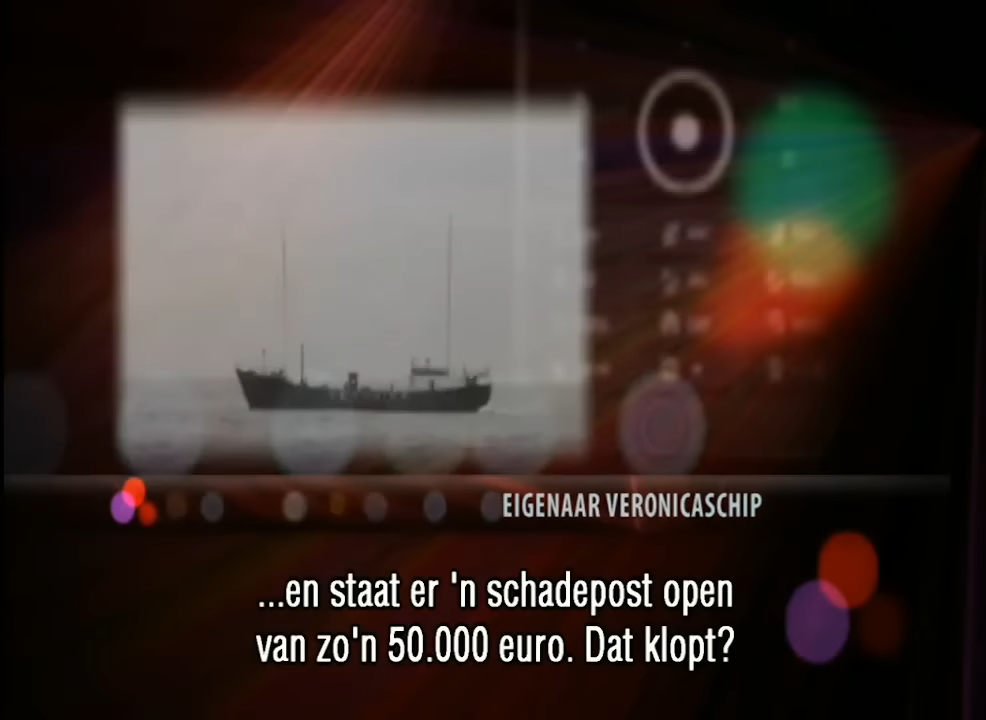 EIGENAAR VERONICASCHIP
...en staat er 'n schadepost open
van zo'n 50.000 euro. Dat klopt?